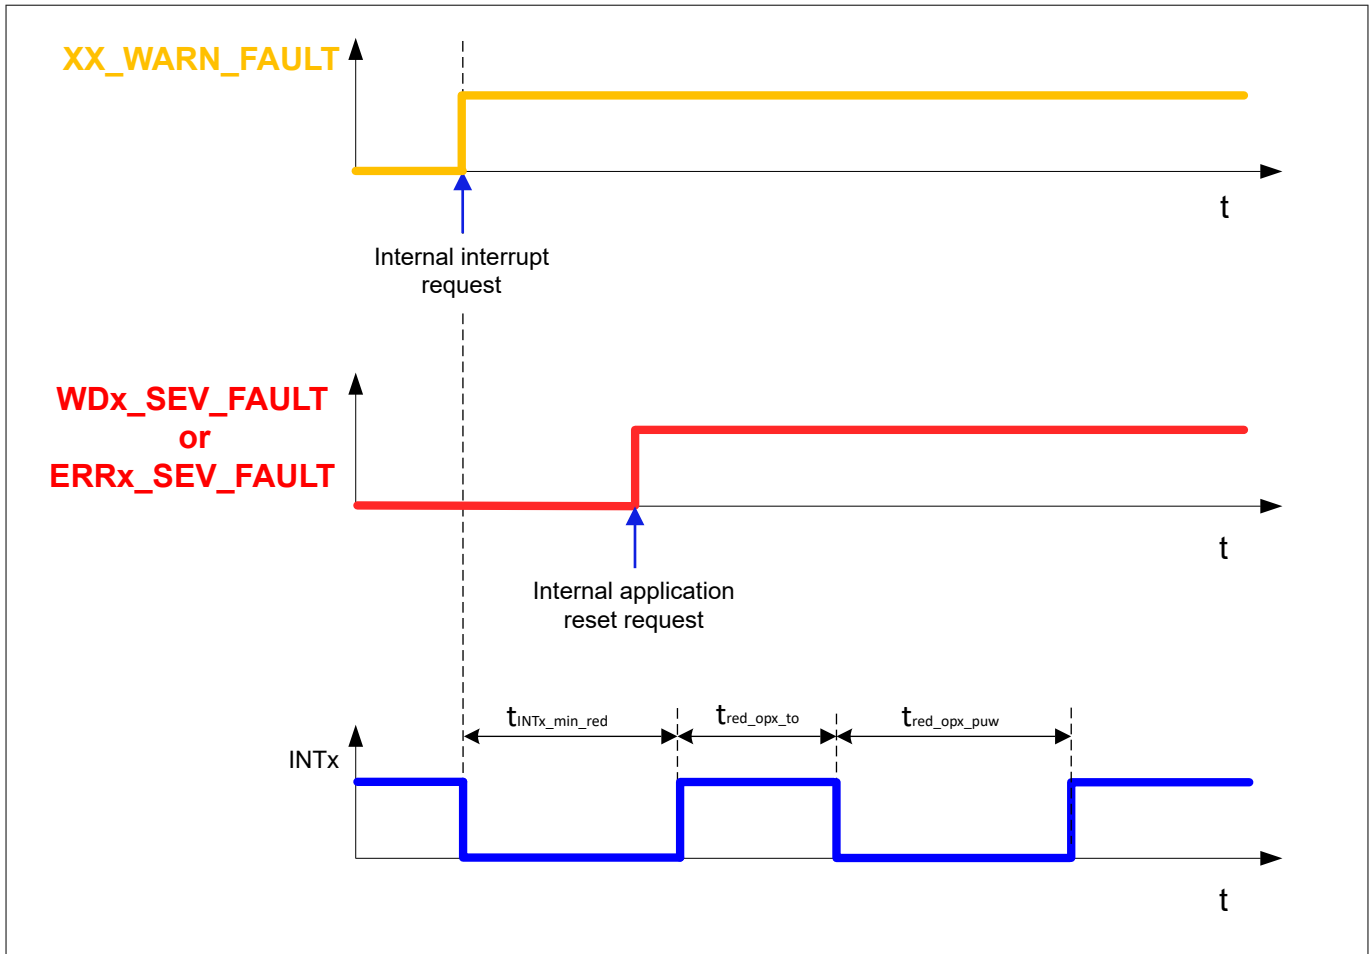 XX_WARN_FAULT
t
Internal interrupt
request
WDx_SEV_FAULT
or
ERRx_SEV_FAULT
t
Internal application
reset request
tINTx_min_red
tred_opx_to
tred_opx_puw
INTx
t